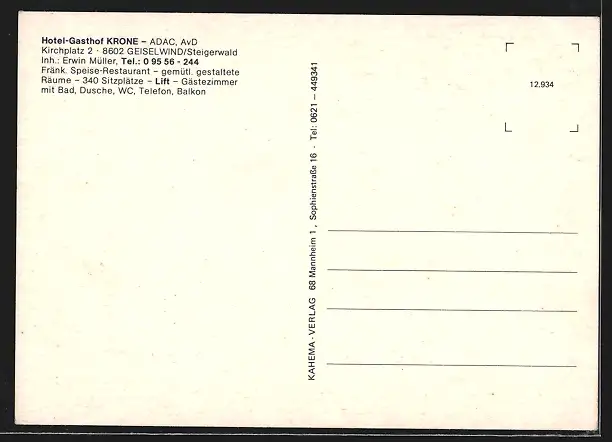 Hotel-Gasthof KRONE – ADAC, AvD
Kirchplatz 2 · 8602 GEISELWIND/Steigerwald
Inh.: Erwin Müller, Tel.: 0 95 56 - 244
Fränk. Speise-Restaurant – gemütl. gestaltete
Räume – 340 Sitzplätze – Lift – Gästezimmer
mit Bad, Dusche, WC, Telefon, Balkon
KAHEMA-VERLAG 68 Mannheim 1, Sophienstraße 16 · Tel: 0621 – 449341
12.934